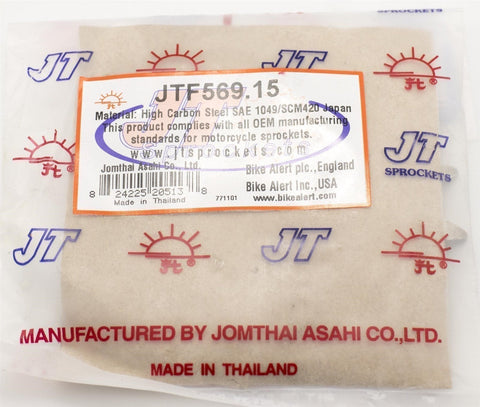 SPROCKETS
JT
JTF569.15
Material: High Carbon Steel SAE 1049/SCM420 Japan
This product complies with all OEM manufacturing
standards for motorcycle sprockets.
www.jtsprockets.com
Jomthai Asahi Co., Ltd.
Bike Alert plc., England
8 24225 20513 8
Bike Alert Inc., USA
Made in Thailand
771101
www.bikealert.com
JT
SPROCKETS
JT
JT
MANUFACTURED BY JOMTHAI ASAHI CO.,LTD.
MADE IN THAILAND